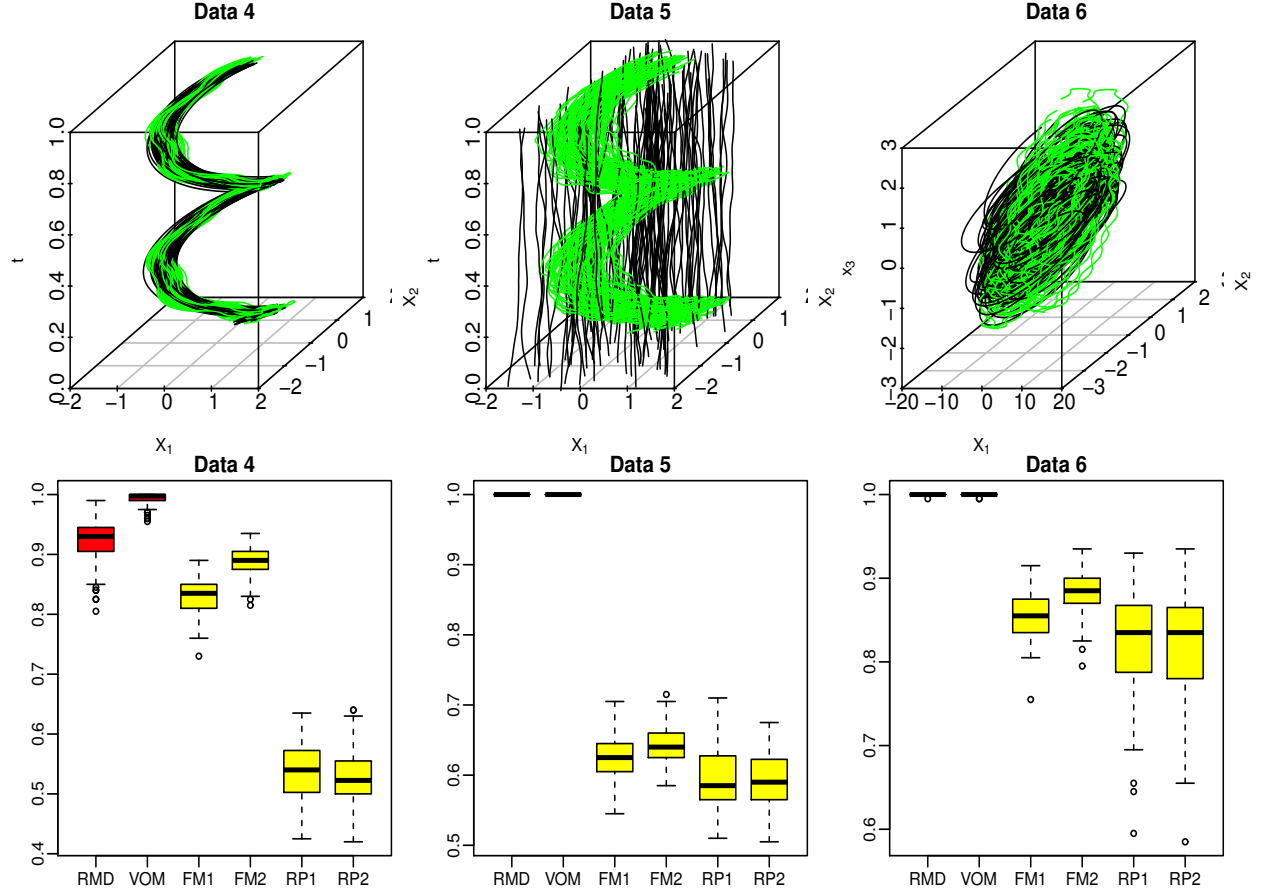 Data 4
Data 5
Data 6
t
0.0 0.2 0.4 0.6 0.8 1.0
−2 −1 0 1 2
X1
−2 −1 0 1
X2
t
0.0 0.2 0.4 0.6 0.8 1.0
−2 −1 0 1 2
X1
−2 −1 0 1
X2
x3
−3 −2 −1 0 1 2 3
−20 −10 0 10 20
X1
−3 −2 −1 0 1 2
X2
Data 4
0.4 0.5 0.6 0.7 0.8 0.9 1.0
RMD VOM FM1 FM2 RP1 RP2
Data 5
0.5 0.6 0.7 0.8 0.9 1.0
RMD VOM FM1 FM2 RP1 RP2
Data 6
0.6 0.7 0.8 0.9 1.0
RMD VOM FM1 FM2 RP1 RP2